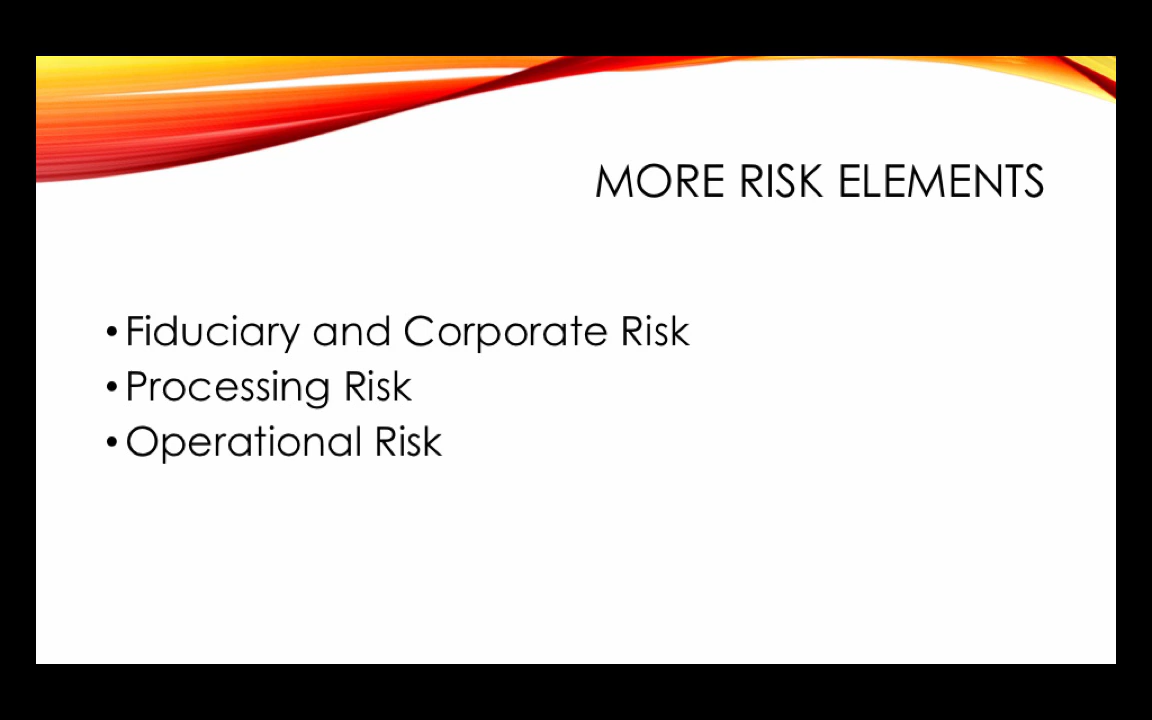 MORE RISK ELEMENTS
• Fiduciary and Corporate Risk
• Processing Risk
• Operational Risk